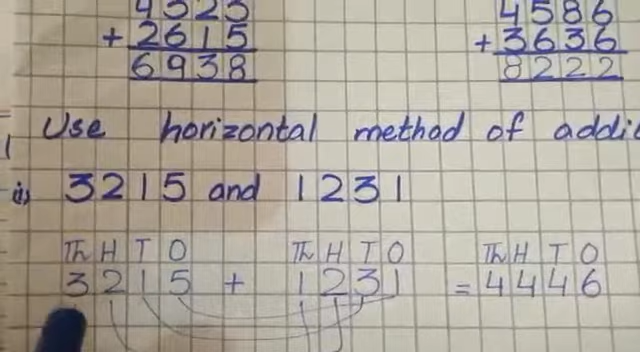 4323 4586
+ 2615 + 3636
6938 8222
Use horizontal method of addi
i) 3215 and 1231
Th H T O Th H T O Th H T O
3215 + 1231 = 4446